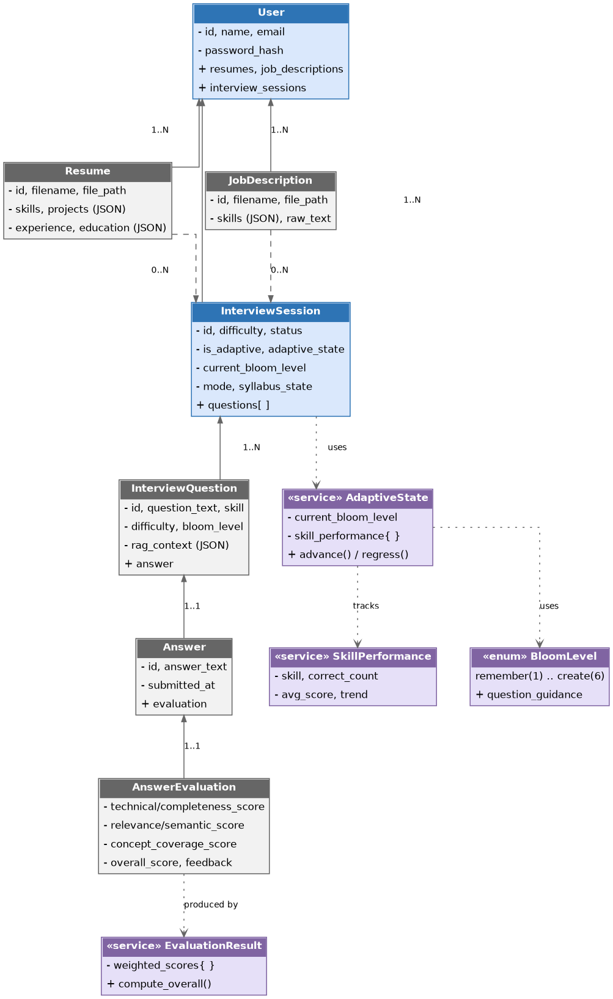 User
- id, name, email
- password_hash
+ resumes, job_descriptions
+ interview_sessions
1..N
1..N
Resume
- id, filename, file_path
- skills, projects (JSON)
- experience, education (JSON)
JobDescription
- id, filename, file_path
- skills (JSON), raw_text
1..N
0..N
0..N
InterviewSession
- id, difficulty, status
- is_adaptive, adaptive_state
- current_bloom_level
- mode, syllabus_state
+ questions[ ]
1..N
uses
InterviewQuestion
- id, question_text, skill
- difficulty, bloom_level
- rag_context (JSON)
+ answer
«service» AdaptiveState
- current_bloom_level
- skill_performance{ }
+ advance() / regress()
1..1
tracks
uses
Answer
- id, answer_text
- submitted_at
+ evaluation
«service» SkillPerformance
- skill, correct_count
- avg_score, trend
«enum» BloomLevel
remember(1) .. create(6)
+ question_guidance
1..1
AnswerEvaluation
- technical/completeness_score
- relevance/semantic_score
- concept_coverage_score
- overall_score, feedback
produced by
«service» EvaluationResult
- weighted_scores{ }
+ compute_overall()